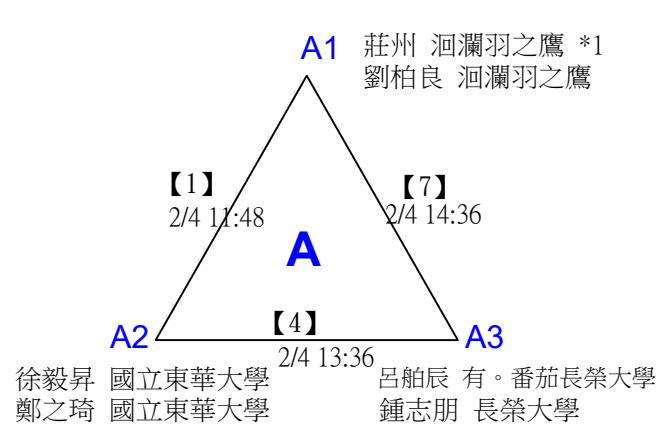 A1
莊州 洄瀾羽之鷹 *1
劉柏良 洄瀾羽之鷹
【1】
2/4 11:48
【7】
2/4 14:36
A
A2
【4】
2/4 13:36
A3
徐毅昇 國立東華大學
鄭之琦 國立東華大學
呂舶辰 有。番茄長榮大學
鍾志朋 長榮大學